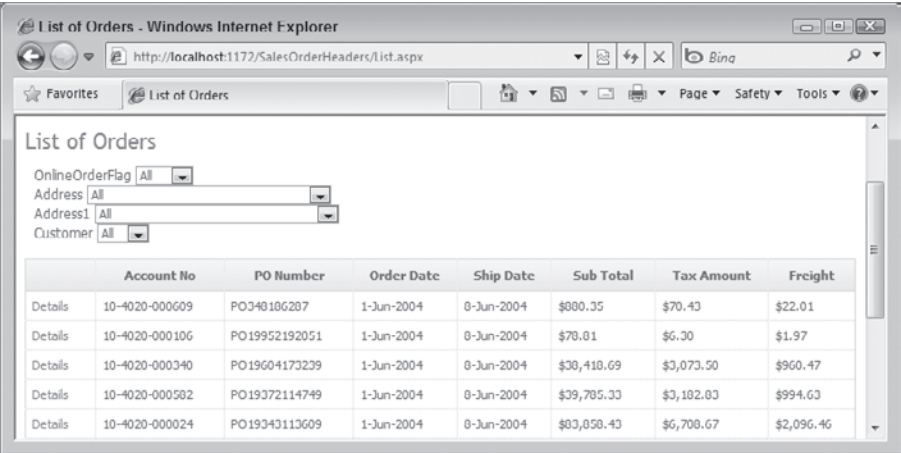 List of Orders - Windows Internet Explorer
http://localhost:1172/SalesOrderHeaders/List.aspx
Bing
Favorites
List of Orders
Page
Safety
Tools
List of Orders
OnlineOrderFlag All
Address All
Address1 All
Customer All
Account No PO Number Order Date Ship Date Sub Total Tax Amount Freight
Details 10-4020-000609 PO348186287 1-Jun-2004 8-Jun-2004 $880.35 $70.43 $22.01
Details 10-4020-000106 PO19952192051 1-Jun-2004 8-Jun-2004 $78.81 $6.30 $1.97
Details 10-4020-000340 PO19604173239 1-Jun-2004 8-Jun-2004 $38,418.69 $3,073.50 $960.47
Details 10-4020-000582 PO19372114749 1-Jun-2004 8-Jun-2004 $39,785.33 $3,182.83 $994.63
Details 10-4020-000024 PO19343113609 1-Jun-2004 8-Jun-2004 $83,858.43 $6,708.67 $2,096.46